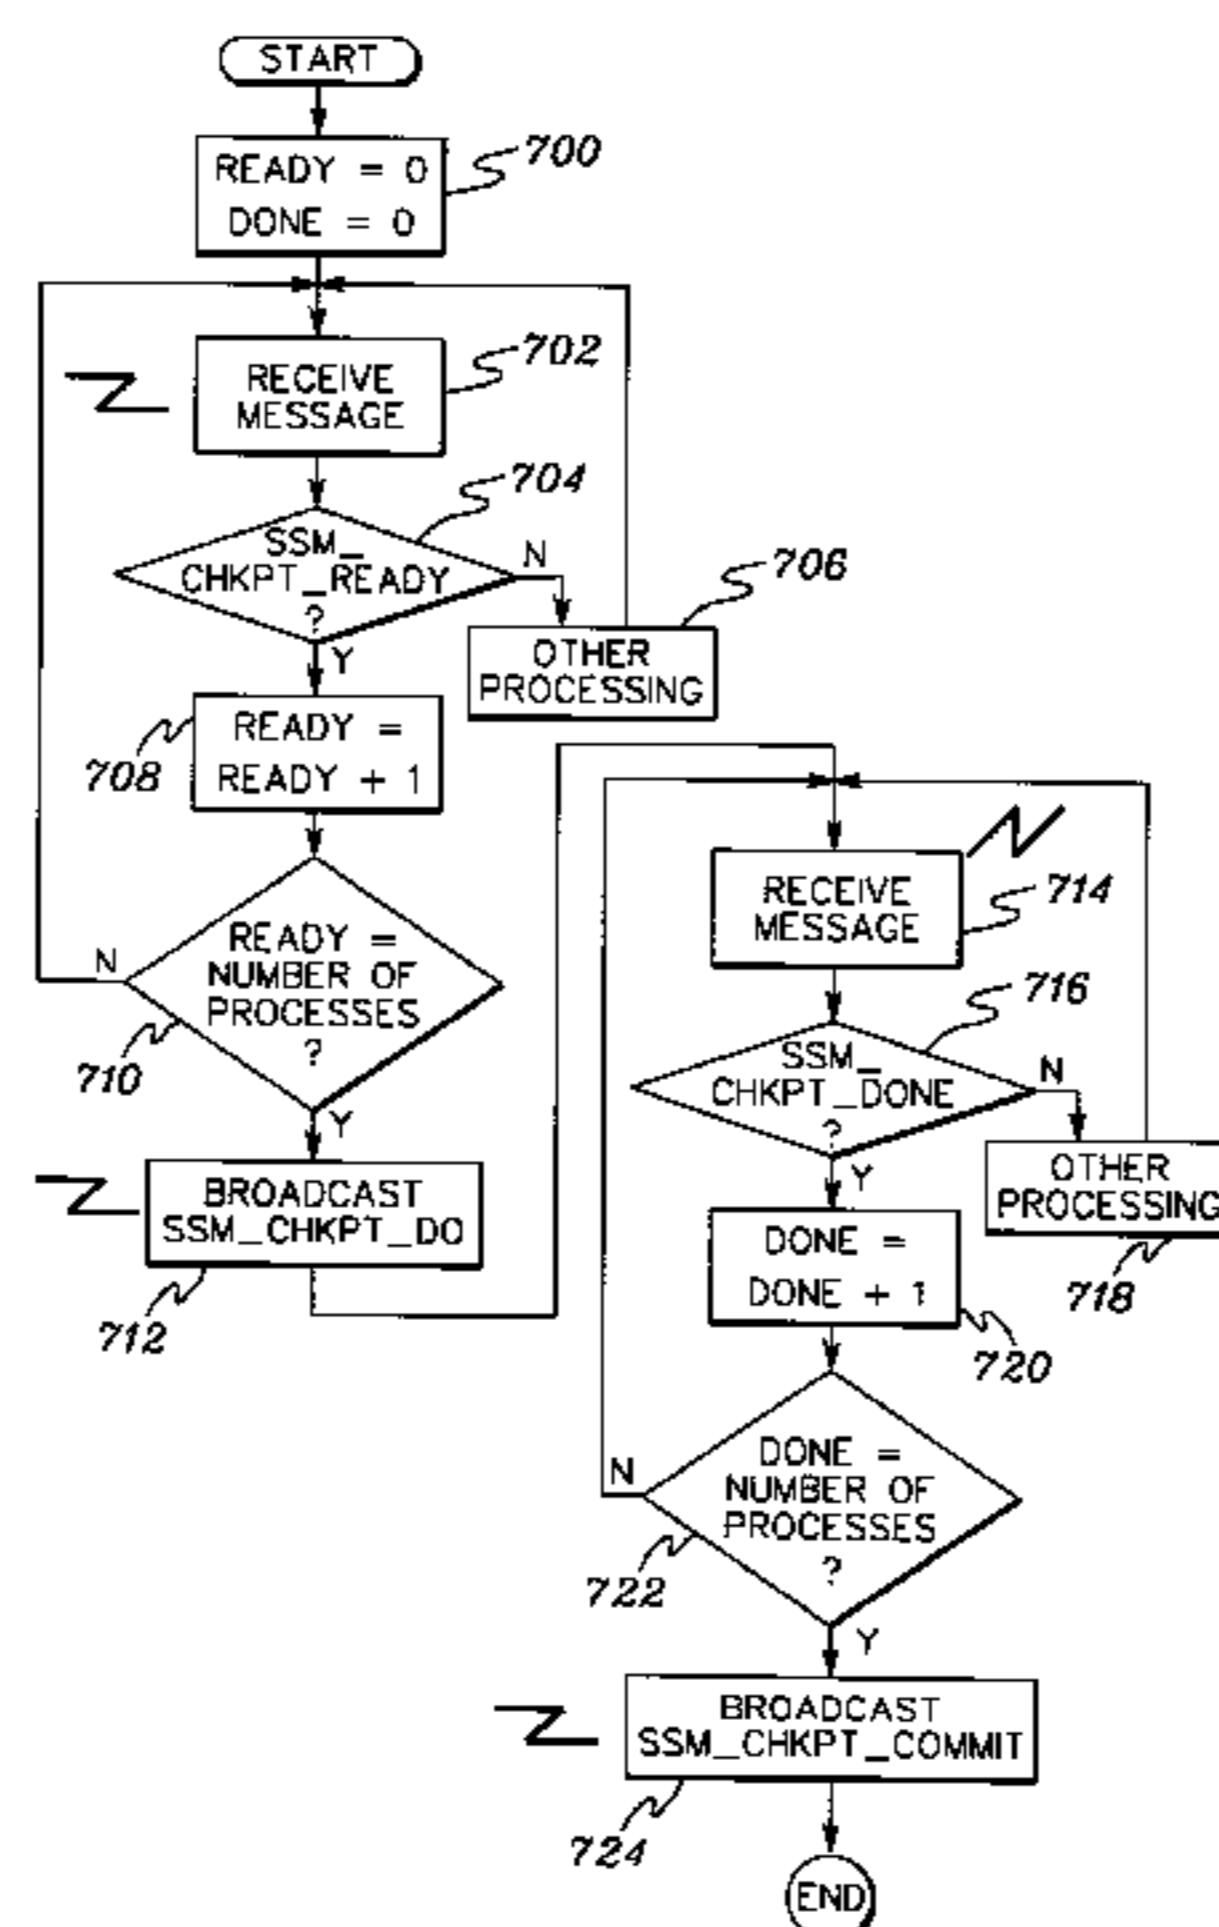 START
READY = 0
DONE = 0
700
RECEIVE
MESSAGE
702
SSM_
CHKPT_READY
?
704
N
Y
OTHER
PROCESSING
706
READY =
READY + 1
708
READY =
NUMBER OF
PROCESSES
?
N
710
Y
BROADCAST
SSM_CHKPT_DO
712
RECEIVE
MESSAGE
714
SSM_
CHKPT_DONE
?
716
N
Y
OTHER
PROCESSING
718
DONE =
DONE + 1
720
DONE =
NUMBER OF
PROCESSES
?
N
722
Y
BROADCAST
SSM_CHKPT_COMMIT
724
END